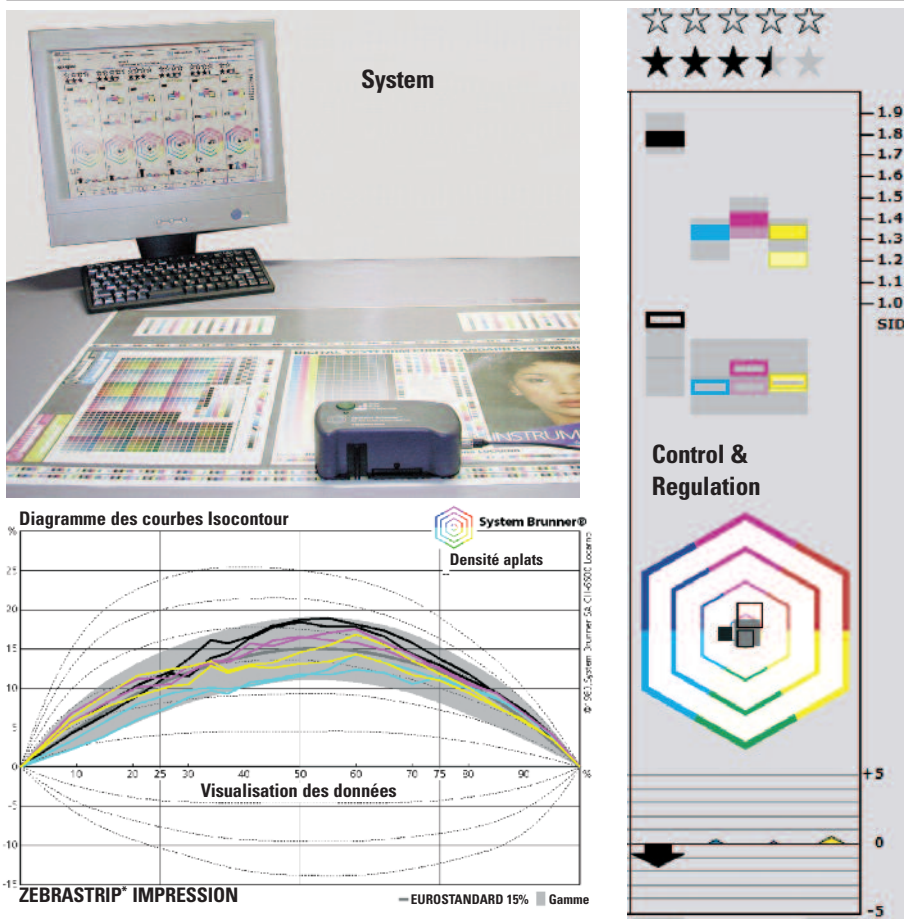 System
DIGITAL TEST
INSTRUM
Diagramme des courbes Isocontour
System Brunner®
Densité aplats
%
25
20
15
10
5
0
-5
-10
-15
10 20 25 30 40 50 60 70 75 80 90 %
Visualisation des données
ZEBRASTRIP* IMPRESSION
EUROSTANDARD 15% Gamme
1.9
1.8
1.7
1.6
1.5
1.4
1.3
1.2
1.1
1.0
SID
Control &
Regulation
+5
0
-5